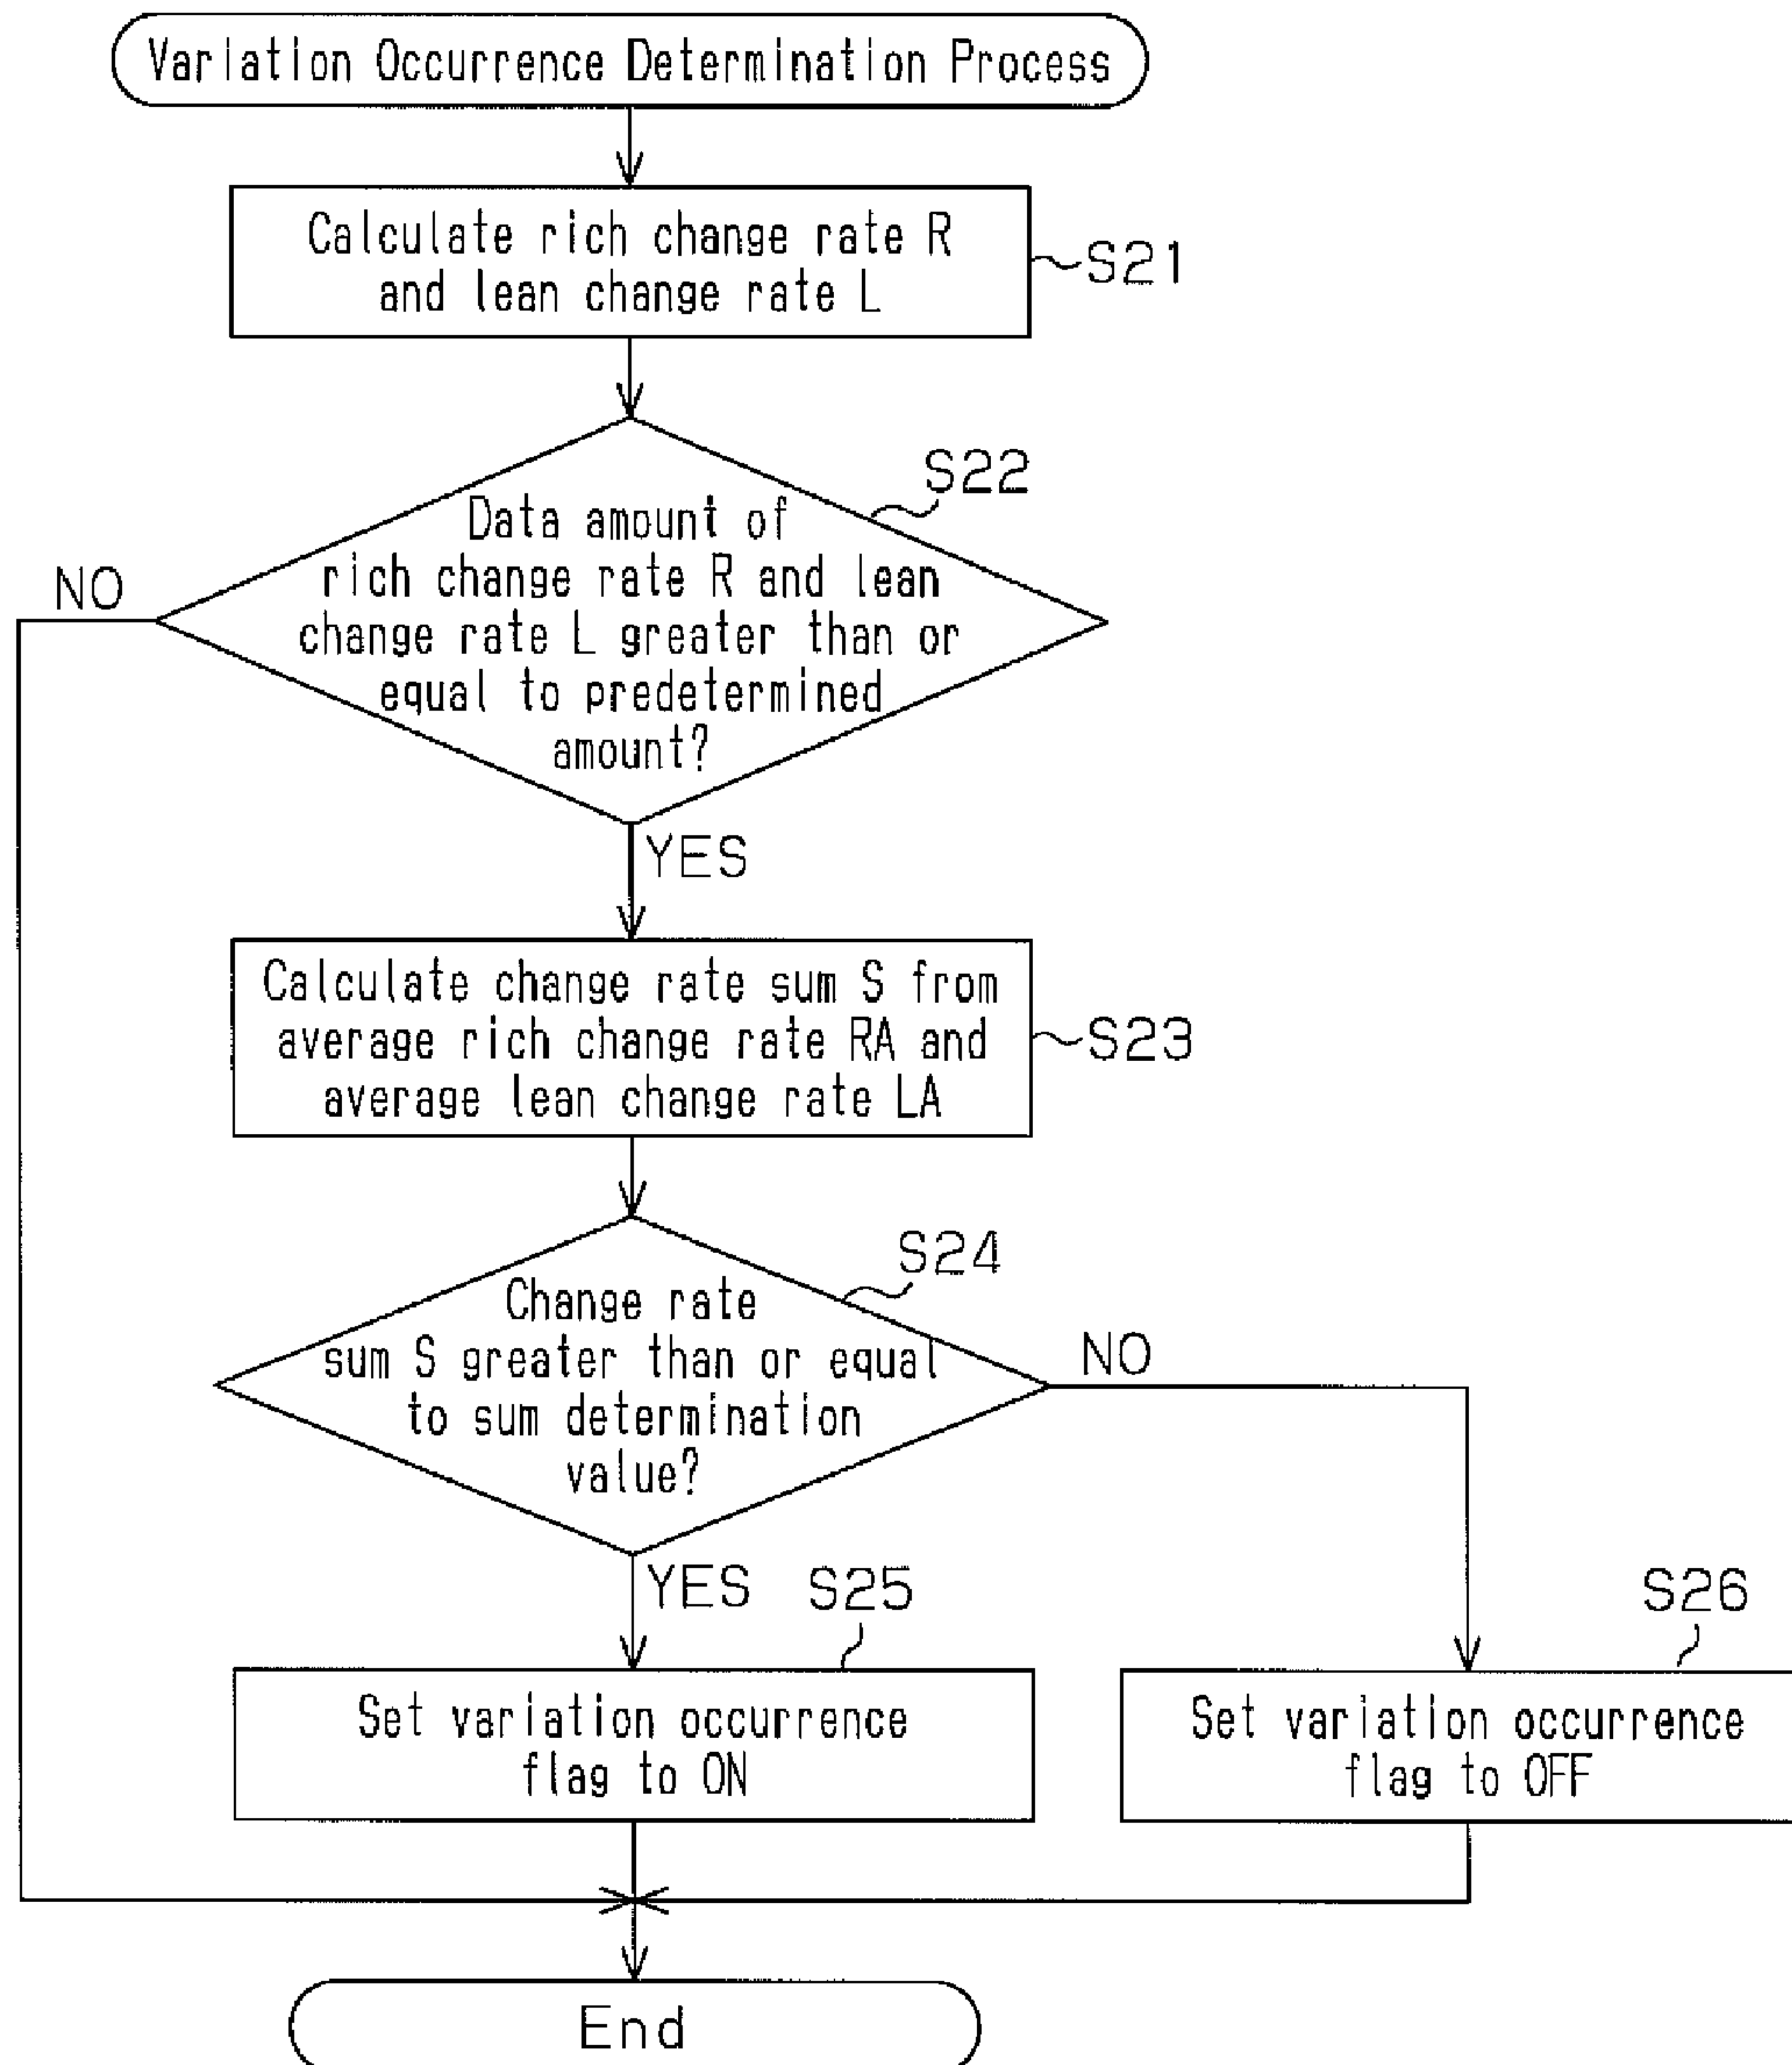 Variation Occurrence Determination Process
Calculate rich change rate R
and lean change rate L
S21
S22
Data amount of
rich change rate R and lean
change rate L greater than or
equal to predetermined
amount?
NO
YES
Calculate change rate sum S from
average rich change rate RA and
average lean change rate LA
S23
S24
Change rate
sum S greater than or equal
to sum determination
value?
NO
YES
S25
Set variation occurrence
flag to ON
S26
Set variation occurrence
flag to OFF
End